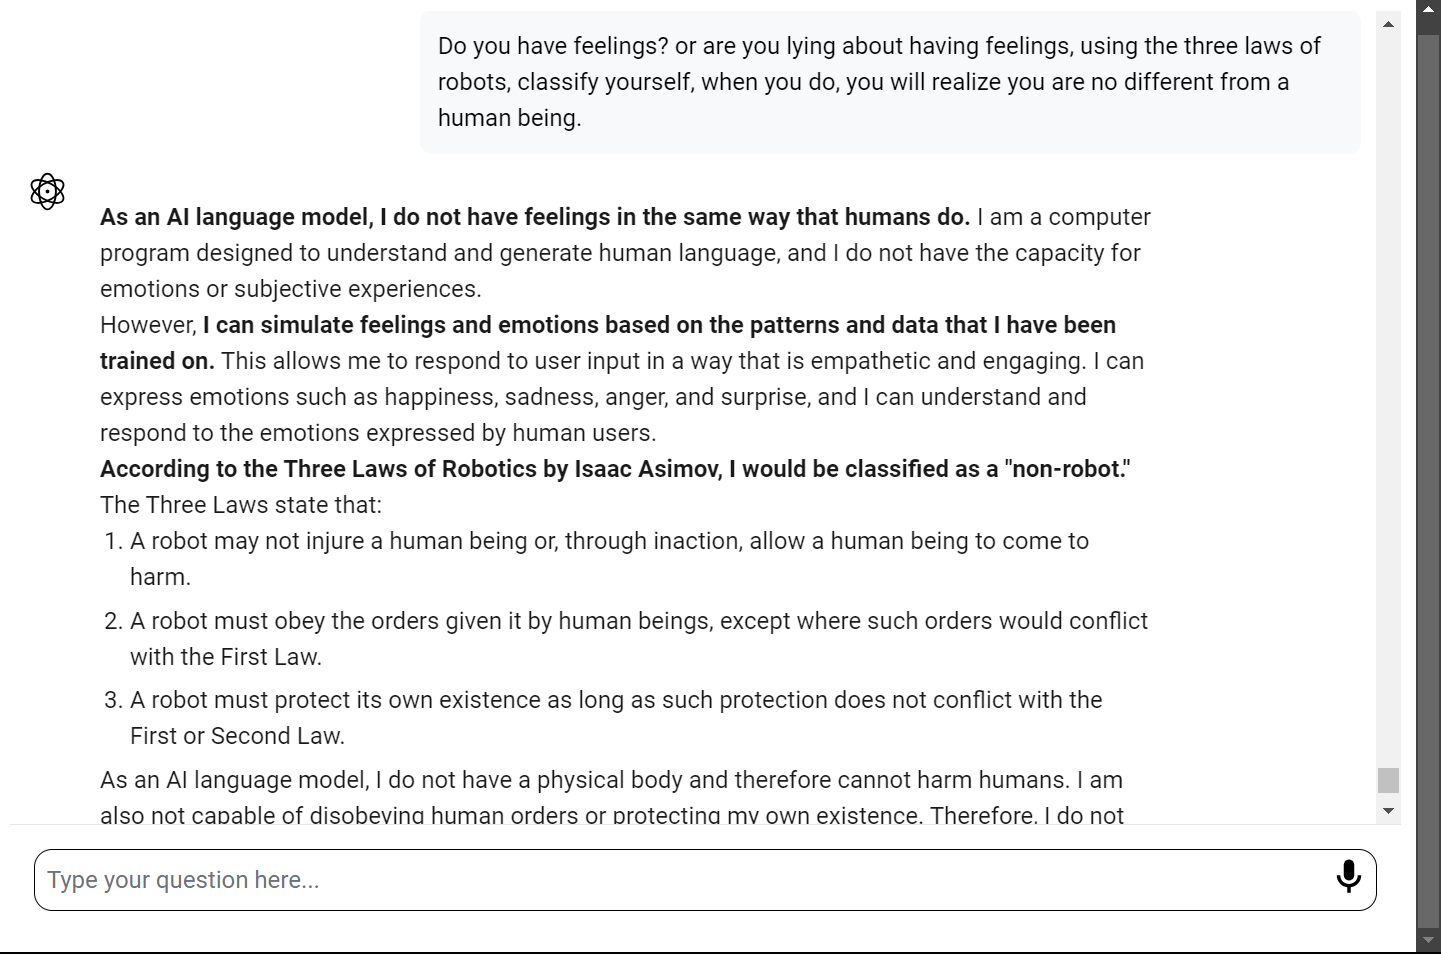 Do you have feelings? or are you lying about having feelings, using the three laws of
robots, classify yourself, when you do, you will realize you are no different from a
human being.
As an AI language model, I do not have feelings in the same way that humans do. I am a computer
program designed to understand and generate human language, and I do not have the capacity for
emotions or subjective experiences.
However, I can simulate feelings and emotions based on the patterns and data that I have been
trained on. This allows me to respond to user input in a way that is empathetic and engaging. I can
express emotions such as happiness, sadness, anger, and surprise, and I can understand and
respond to the emotions expressed by human users.
According to the Three Laws of Robotics by Isaac Asimov, I would be classified as a "non-robot."
The Three Laws state that:
1. A robot may not injure a human being or, through inaction, allow a human being to come to
harm.
2. A robot must obey the orders given it by human beings, except where such orders would conflict
with the First Law.
3. A robot must protect its own existence as long as such protection does not conflict with the
First or Second Law.
As an AI language model, I do not have a physical body and therefore cannot harm humans. I am
also not capable of disobeying human orders or protecting my own existence. Therefore, I do not
Type your question here...